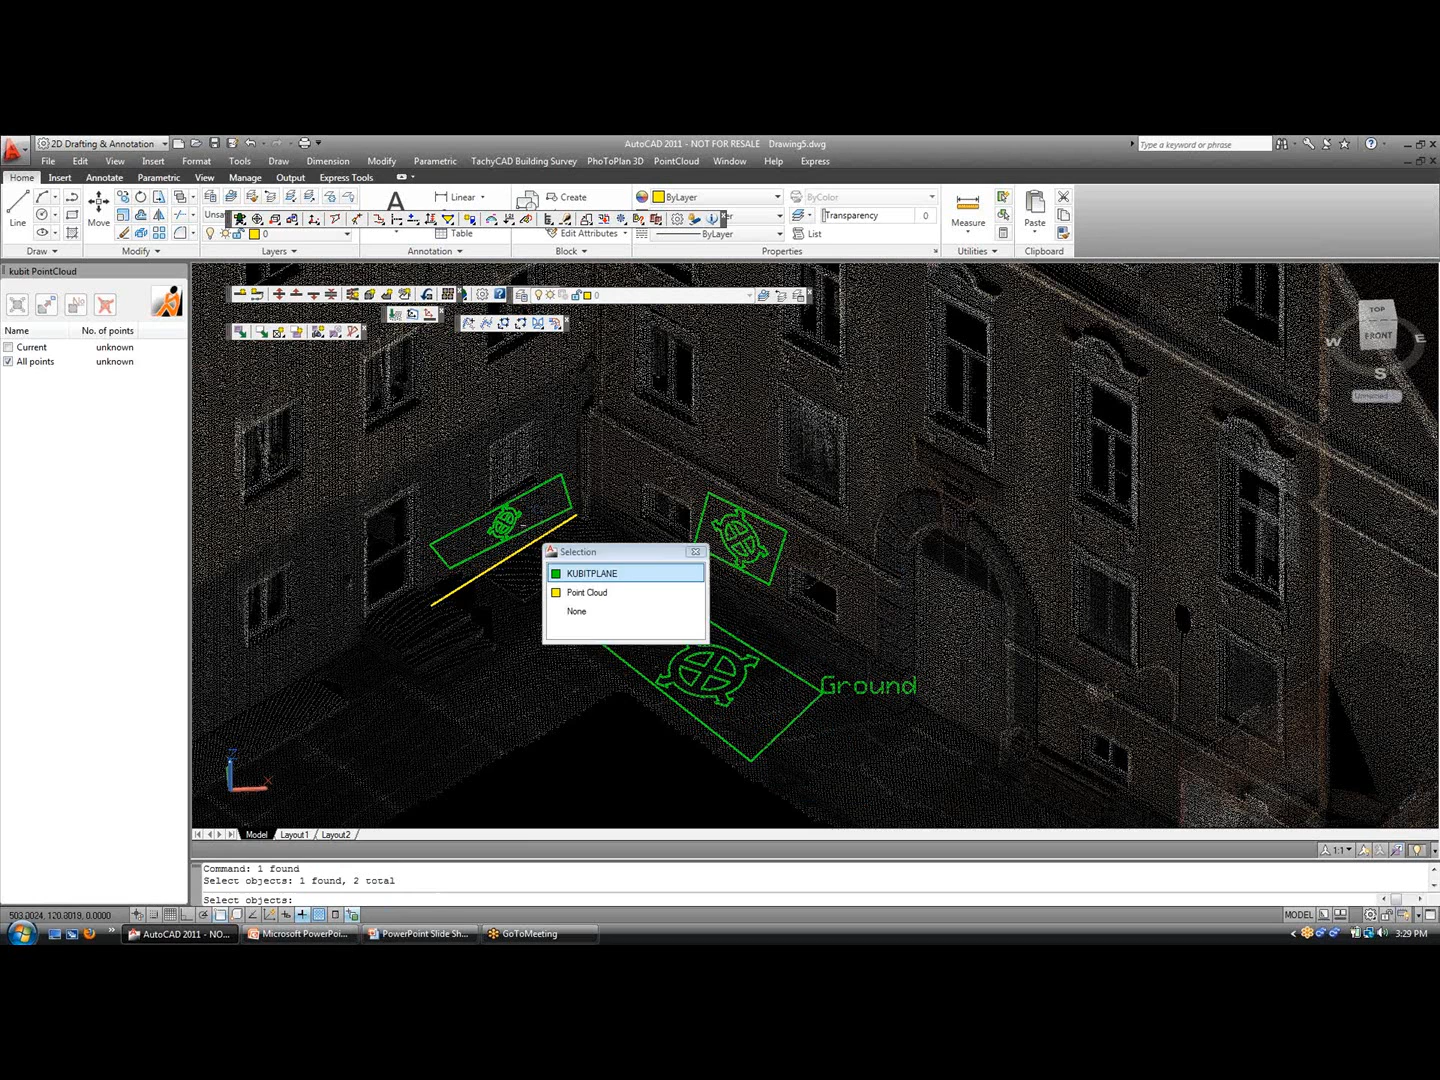 2D Drafting & Annotation
AutoCAD 2011 - NOT FOR RESALE Drawing5.dwg
Type a keyword or phrase
File Edit View Insert Format Tools Draw Dimension Modify Parametric TachyCAD Building Survey PhoToPlan 3D PointCloud Window Help Express
Home Insert Annotate Parametric View Manage Output Express Tools
Line
Move
A
Linear
Table
Create
Edit Attributes
ByLayer
ByLayer
ByColor
Transparency 0
List
Measure
Paste
Unsa
0
Draw Modify Layers Annotation Block Properties Utilities Clipboard
kubit PointCloud
Name No. of points
Current unknown
All points unknown
0
TOP
FRONT
W
E
S
Unnamed
Selection
KUBITPLANE
Point Cloud
None
Ground
Z
X
Model Layout1 Layout2
1:1
Command: 1 found
Select objects: 1 found, 2 total
Select objects:
503.0024, 120.8019, 0.0000
MODEL
AutoCAD 2011 - NO...
Microsoft PowerPoi...
PowerPoint Slide Sh...
GoToMeeting
3:29 PM